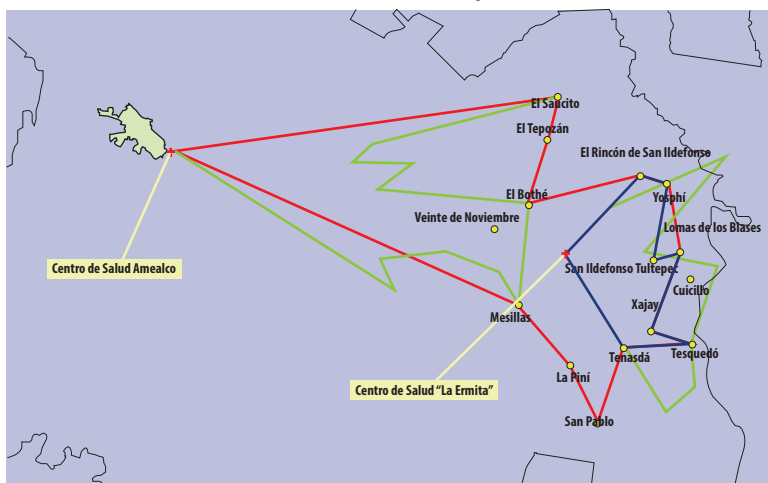 El Saucito
El Tepozán
El Rincón de San Ildefonso
El Bothé
Yosphí
Veinte de Noviembre
Lomas de los Blases
Centro de Salud Amealco
San Ildefonso Tultepec
Cuicillo
Xajay
Mesillas
Tenasdá
Tesquedó
La Piní
Centro de Salud “La Ermita”
San Pablo